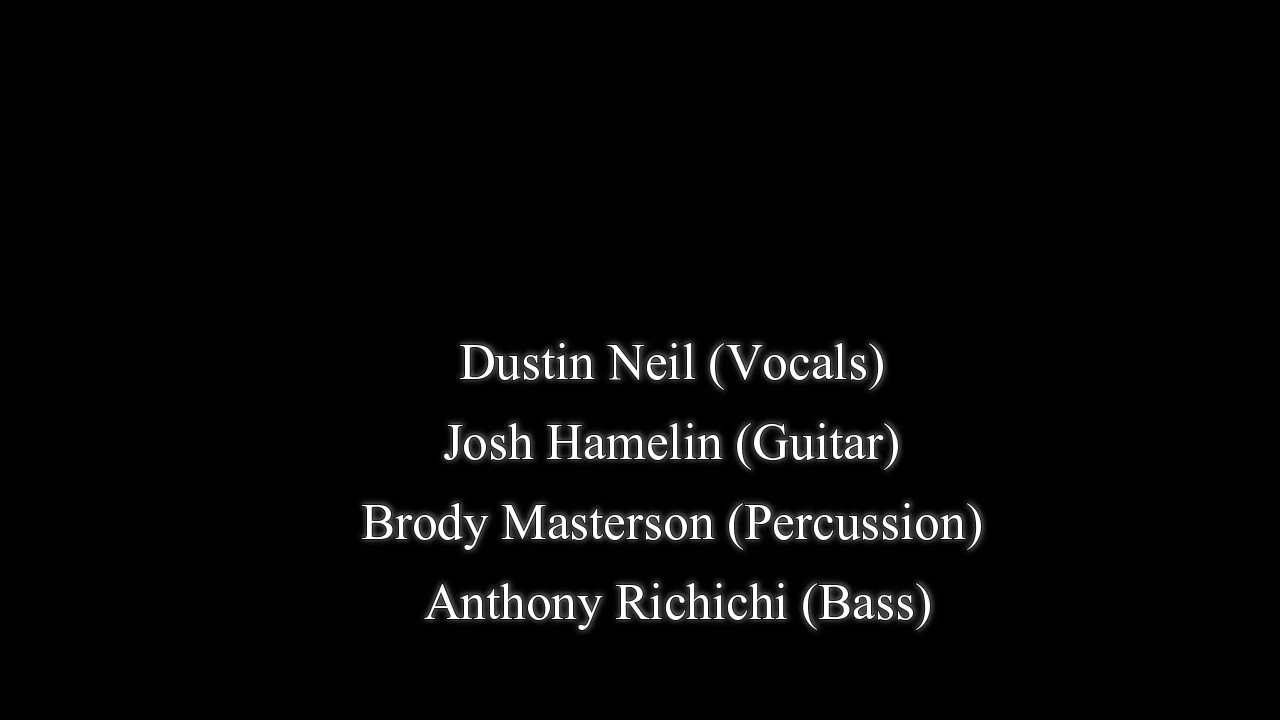 Dustin Neil (Vocals)
Josh Hamelin (Guitar)
Brody Masterson (Percussion)
Anthony Richichi (Bass)